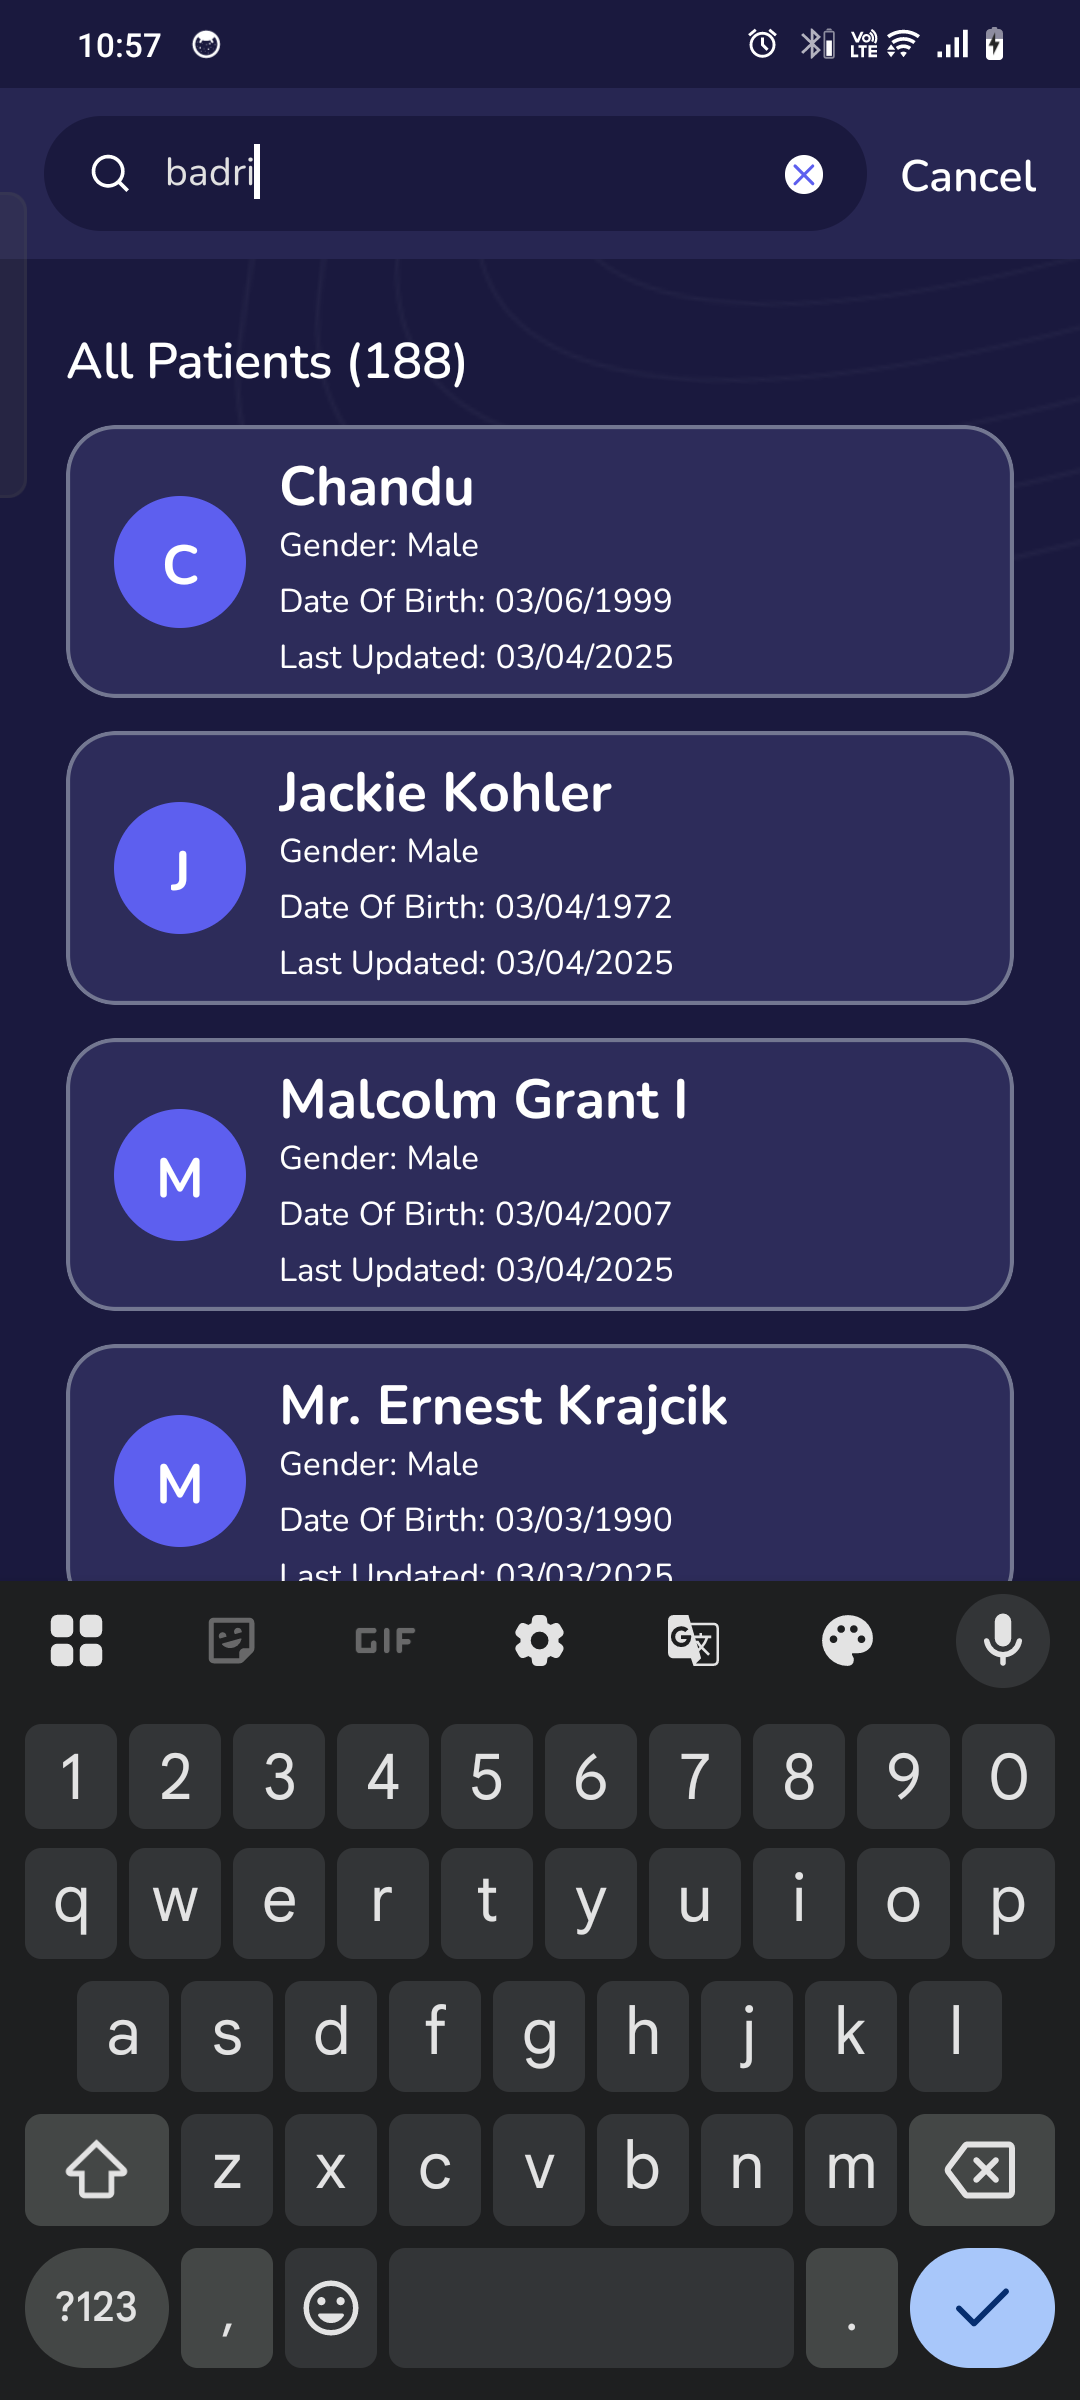 10:57
Vo)) LTE
badri
Cancel
All Patients (188)
C
Chandu
Gender: Male
Date Of Birth: 03/06/1999
Last Updated: 03/04/2025
J
Jackie Kohler
Gender: Male
Date Of Birth: 03/04/1972
Last Updated: 03/04/2025
M
Malcolm Grant I
Gender: Male
Date Of Birth: 03/04/2007
Last Updated: 03/04/2025
M
Mr. Ernest Krajcik
Gender: Male
Date Of Birth: 03/03/1990
Last Updated: 03/03/2025
GIF G 文
1 2 3 4 5 6 7 8 9 0
q w e r t y u i o p
a s d f g h j k l
z x c v b n m
?123 , .